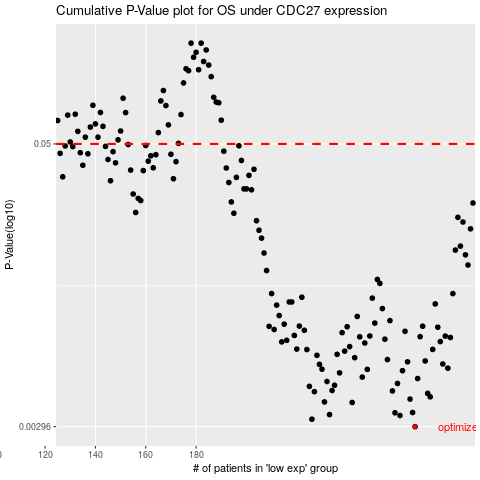 Cumulative P-Value plot for OS under CDC27 expression
P-Value(log10)
0.05
0.00296
optimize
0 120 140 160 180
# of patients in 'low exp' group